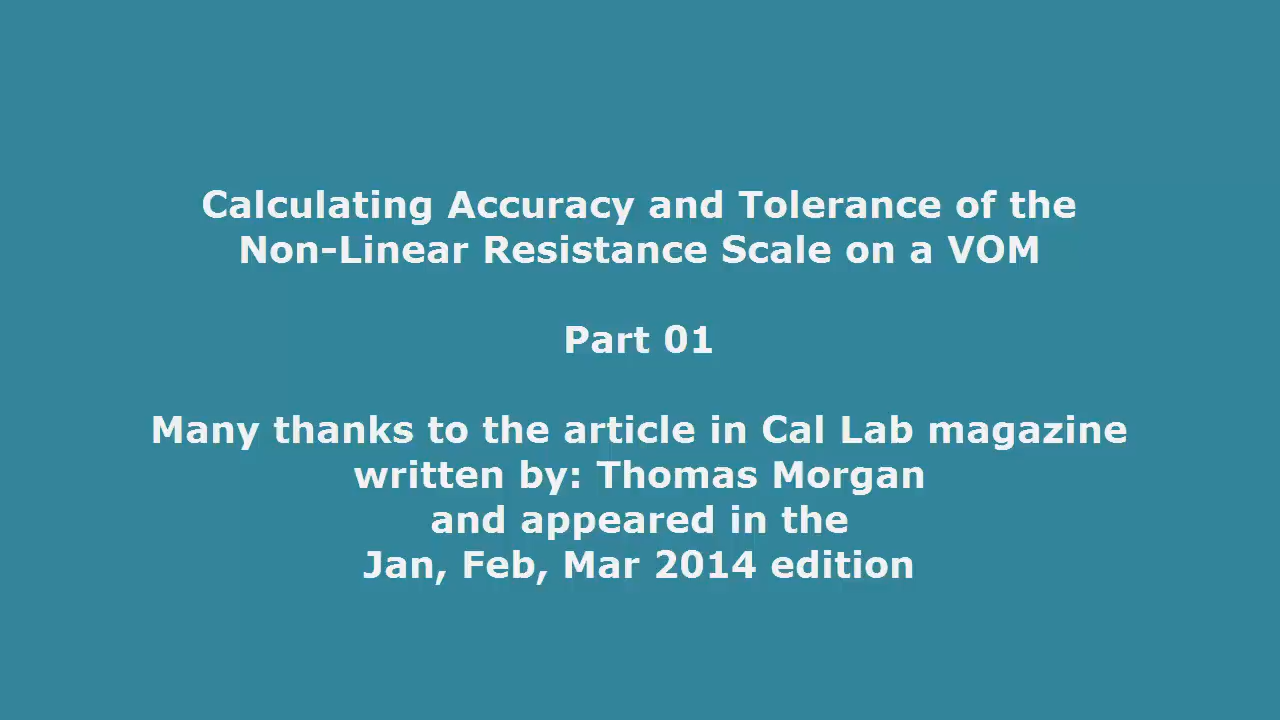 Calculating Accuracy and Tolerance of the
Non-Linear Resistance Scale on a VOM
Part 01
Many thanks to the article in Cal Lab magazine
written by: Thomas Morgan
and appeared in the
Jan, Feb, Mar 2014 edition